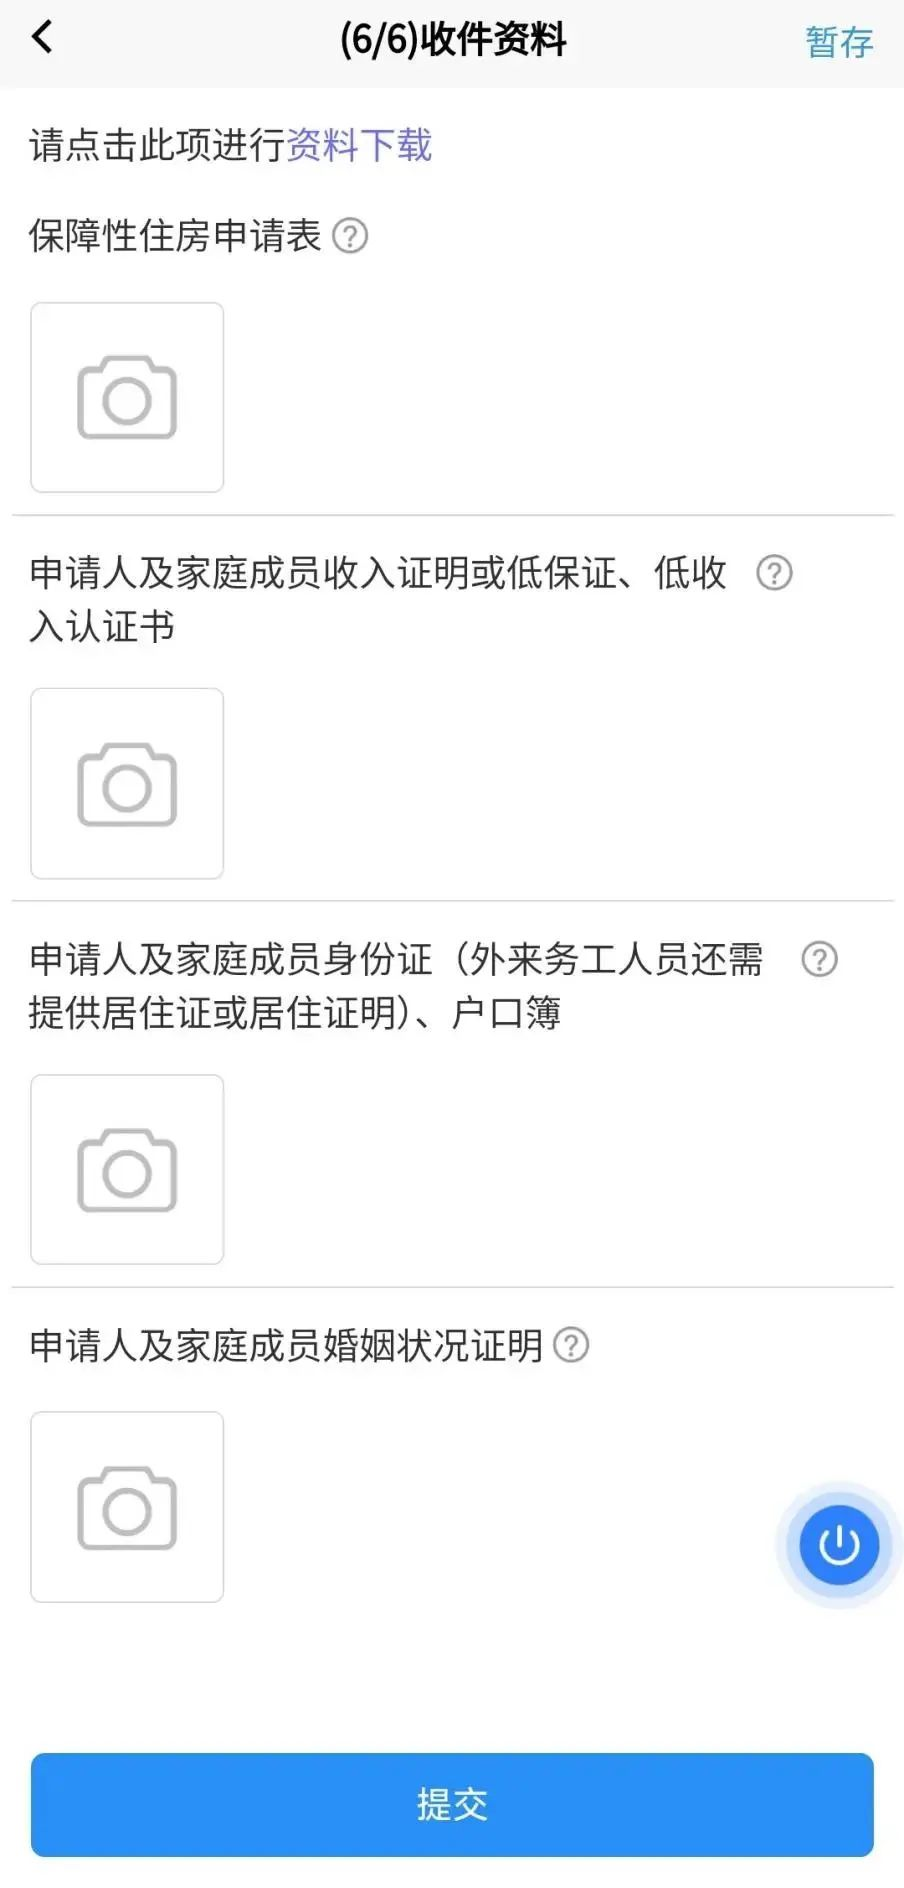 (6/6)收件资料
暂存
请点击此项进行资料下载
保障性住房申请表 ?
申请人及家庭成员收入证明或低保证、低收 ?
入认证书
申请人及家庭成员身份证（外来务工人员还需 ?
提供居住证或居住证明）、户口簿
申请人及家庭成员婚姻状况证明 ?
提交